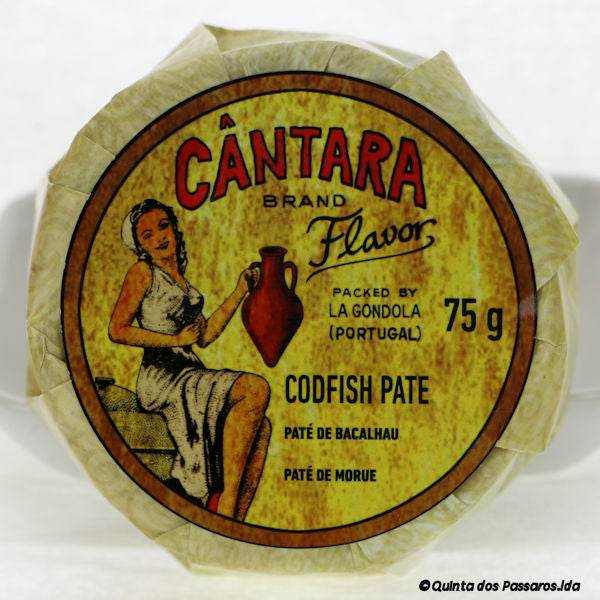 CÂNTARA
BRAND
Flavor
PACKED BY
LA GONDOLA
(PORTUGAL)
75 g
CODFISH PATE
PATÉ DE BACALHAU
PATÉ DE MORUE
© Quinta dos Passaros.lda